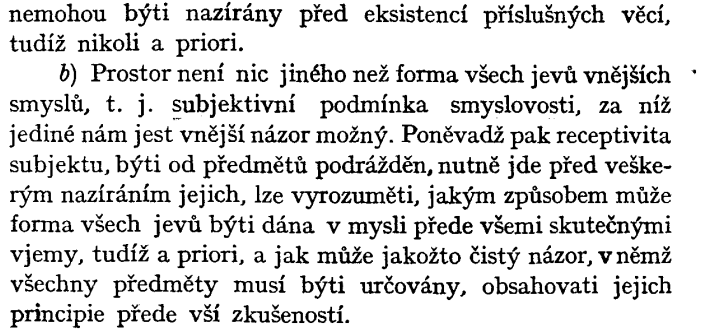 nemohou býti nazírány před eksistencí příslušných věcí,
tudíž nikoli a priori.
b) Prostor není nic jiného než forma všech jevů vnějších
smyslů, t. j. subjektivní podmínka smyslovosti, za níž
jediné nám jest vnější názor možný. Poněvadž pak receptivita
subjektu, býti od předmětů podrážděn, nutně jde před veške-
rým nazíráním jejich, lze vyrozuměti, jakým způsobem může
forma všech jevů býti dána v mysli přede všemi skutečnými
vjemy, tudíž a priori, a jak může jakožto čistý názor, v němž
všechny předměty musí býti určovány, obsahovati jejich
principie přede vší zkušeností.